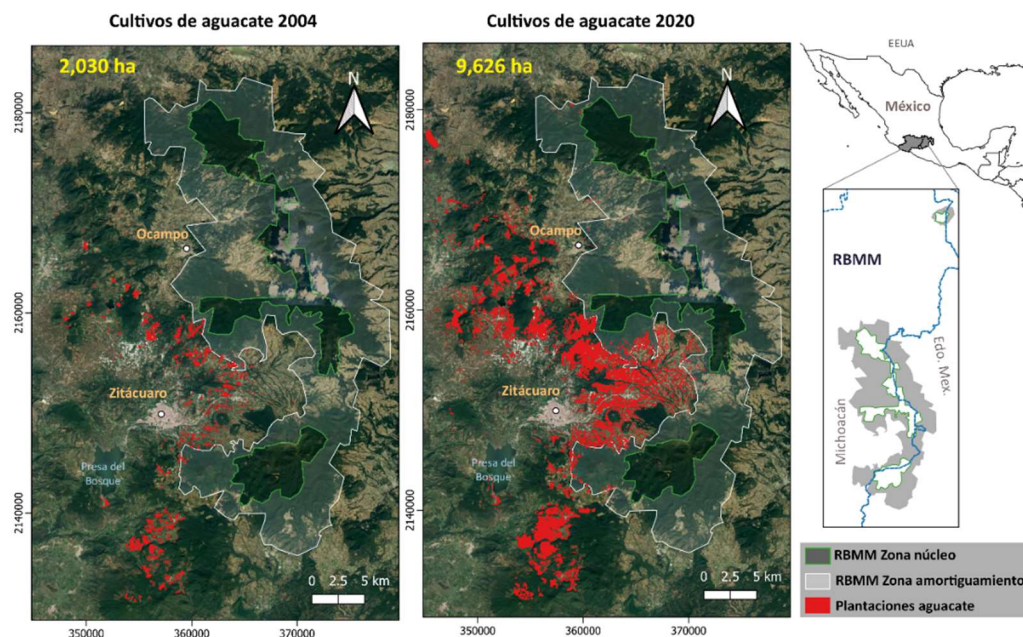 Cultivos de aguacate 2004
2,030 ha
N
Ocampo
Zitácuaro
Presa del
Bosque
0 2.5 5 km
2180000
2160000
2140000
350000
360000
370000
Cultivos de aguacate 2020
9,626 ha
N
Ocampo
Zitácuaro
Presa del
Bosque
0 2.5 5 km
2180000
2160000
2140000
350000
360000
370000
EEUA
México
RBMM
Edo. Mex.
Michoacán
RBMM Zona núcleo
RBMM Zona amortiguamiento
Plantaciones aguacate